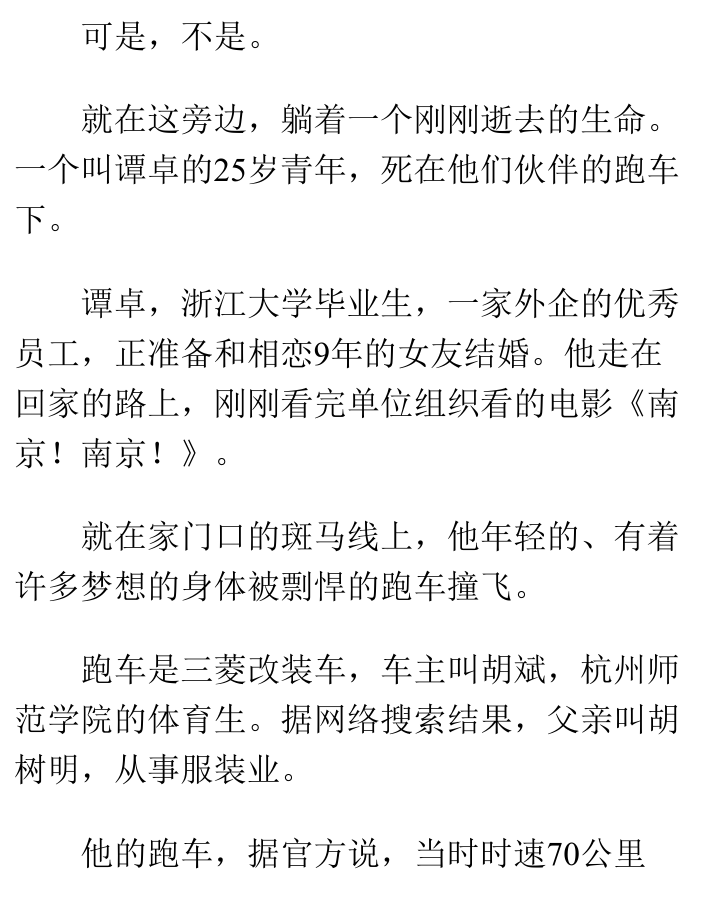 可是，不是。
就在这旁边，躺着一个刚刚逝去的生命。
一个叫谭卓的25岁青年，死在他们伙伴的跑车
下。
谭卓，浙江大学毕业生，一家外企的优秀
员工，正准备和相恋9年的女友结婚。他走在
回家的路上，刚刚看完单位组织看的电影《南
京！南京！》。
就在家门口的斑马线上，他年轻的、有着
许多梦想的身体被剽悍的跑车撞飞。
跑车是三菱改装车，车主叫胡斌，杭州师
范学院的体育生。据网络搜索结果，父亲叫胡
树明，从事服装业。
他的跑车，据官方说，当时时速70公里